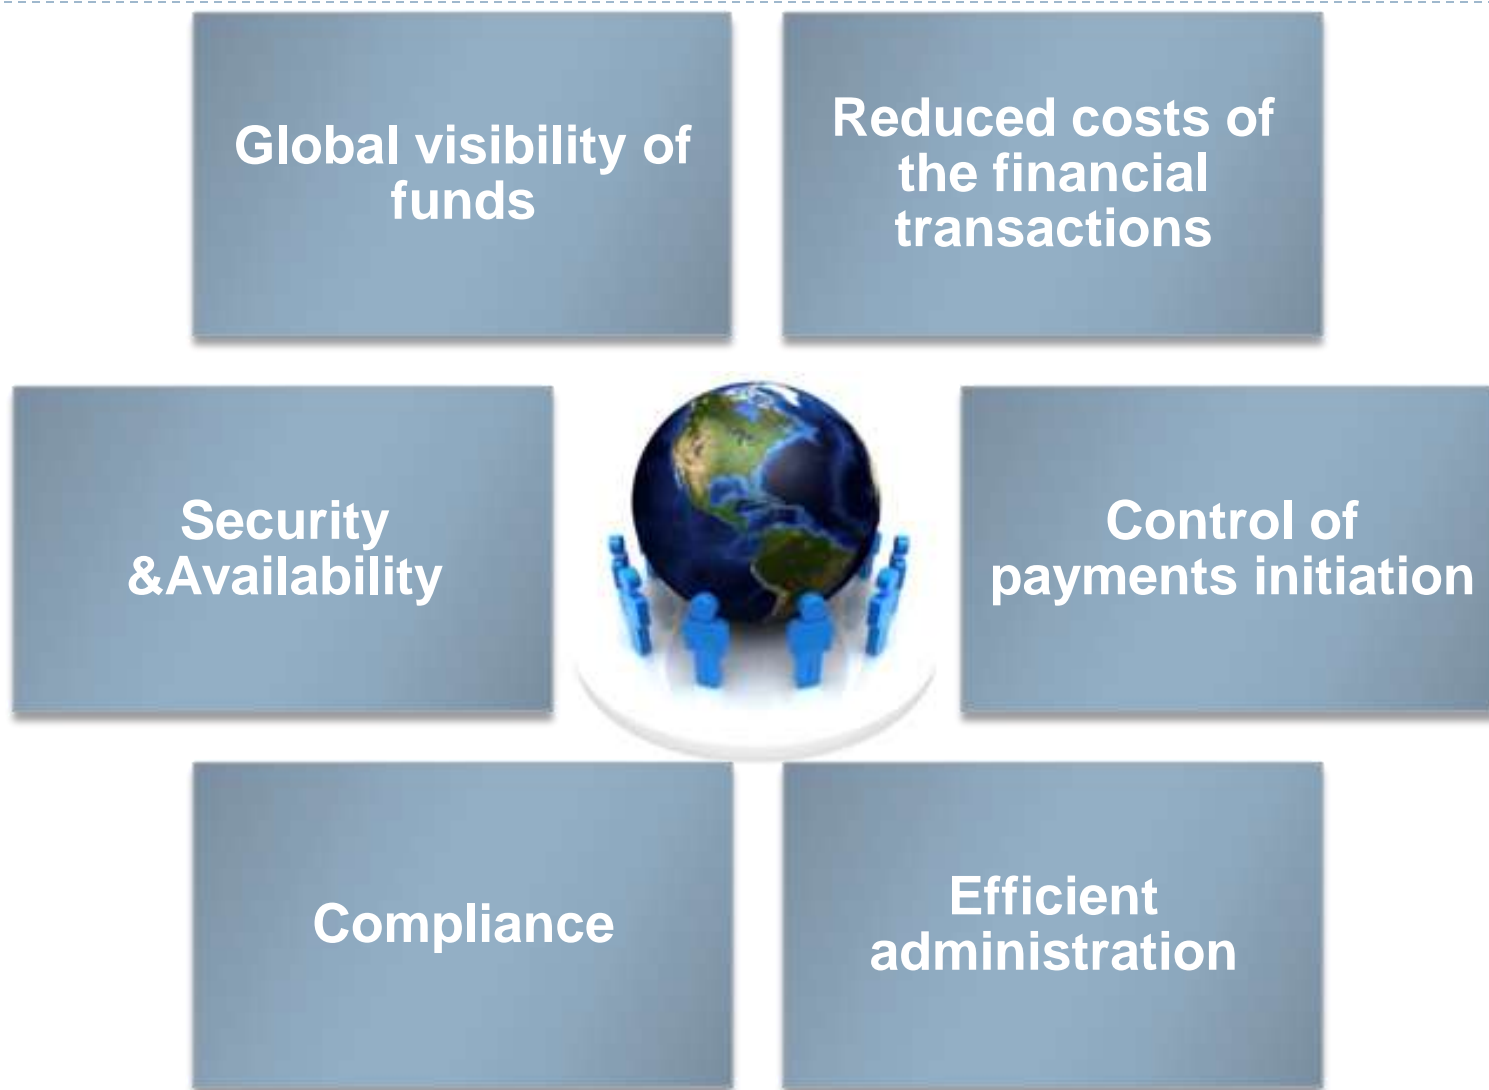 Global visibility of
funds
Reduced costs of
the financial
transactions
Security
&Availability
Control of
payments initiation
Compliance
Efficient
administration